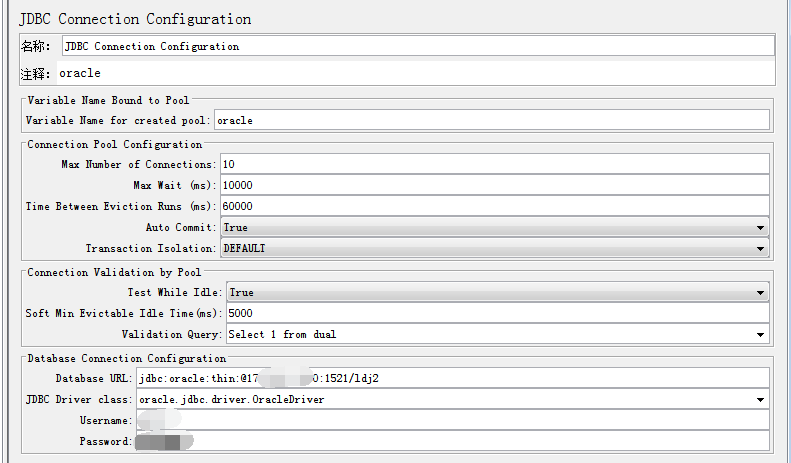 JDBC Connection Configuration
名称: JDBC Connection Configuration
注释: oracle
Variable Name Bound to Pool
Variable Name for created pool: oracle
Connection Pool Configuration
Max Number of Connections: 10
Max Wait (ms): 10000
Time Between Eviction Runs (ms): 60000
Auto Commit: True
Transaction Isolation: DEFAULT
Connection Validation by Pool
Test While Idle: True
Soft Min Evictable Idle Time(ms): 5000
Validation Query: Select 1 from dual
Database Connection Configuration
Database URL: jdbc:oracle:thin:@17 0:1521/ldj2
JDBC Driver class: oracle.jdbc.driver.OracleDriver
Username:
Password: